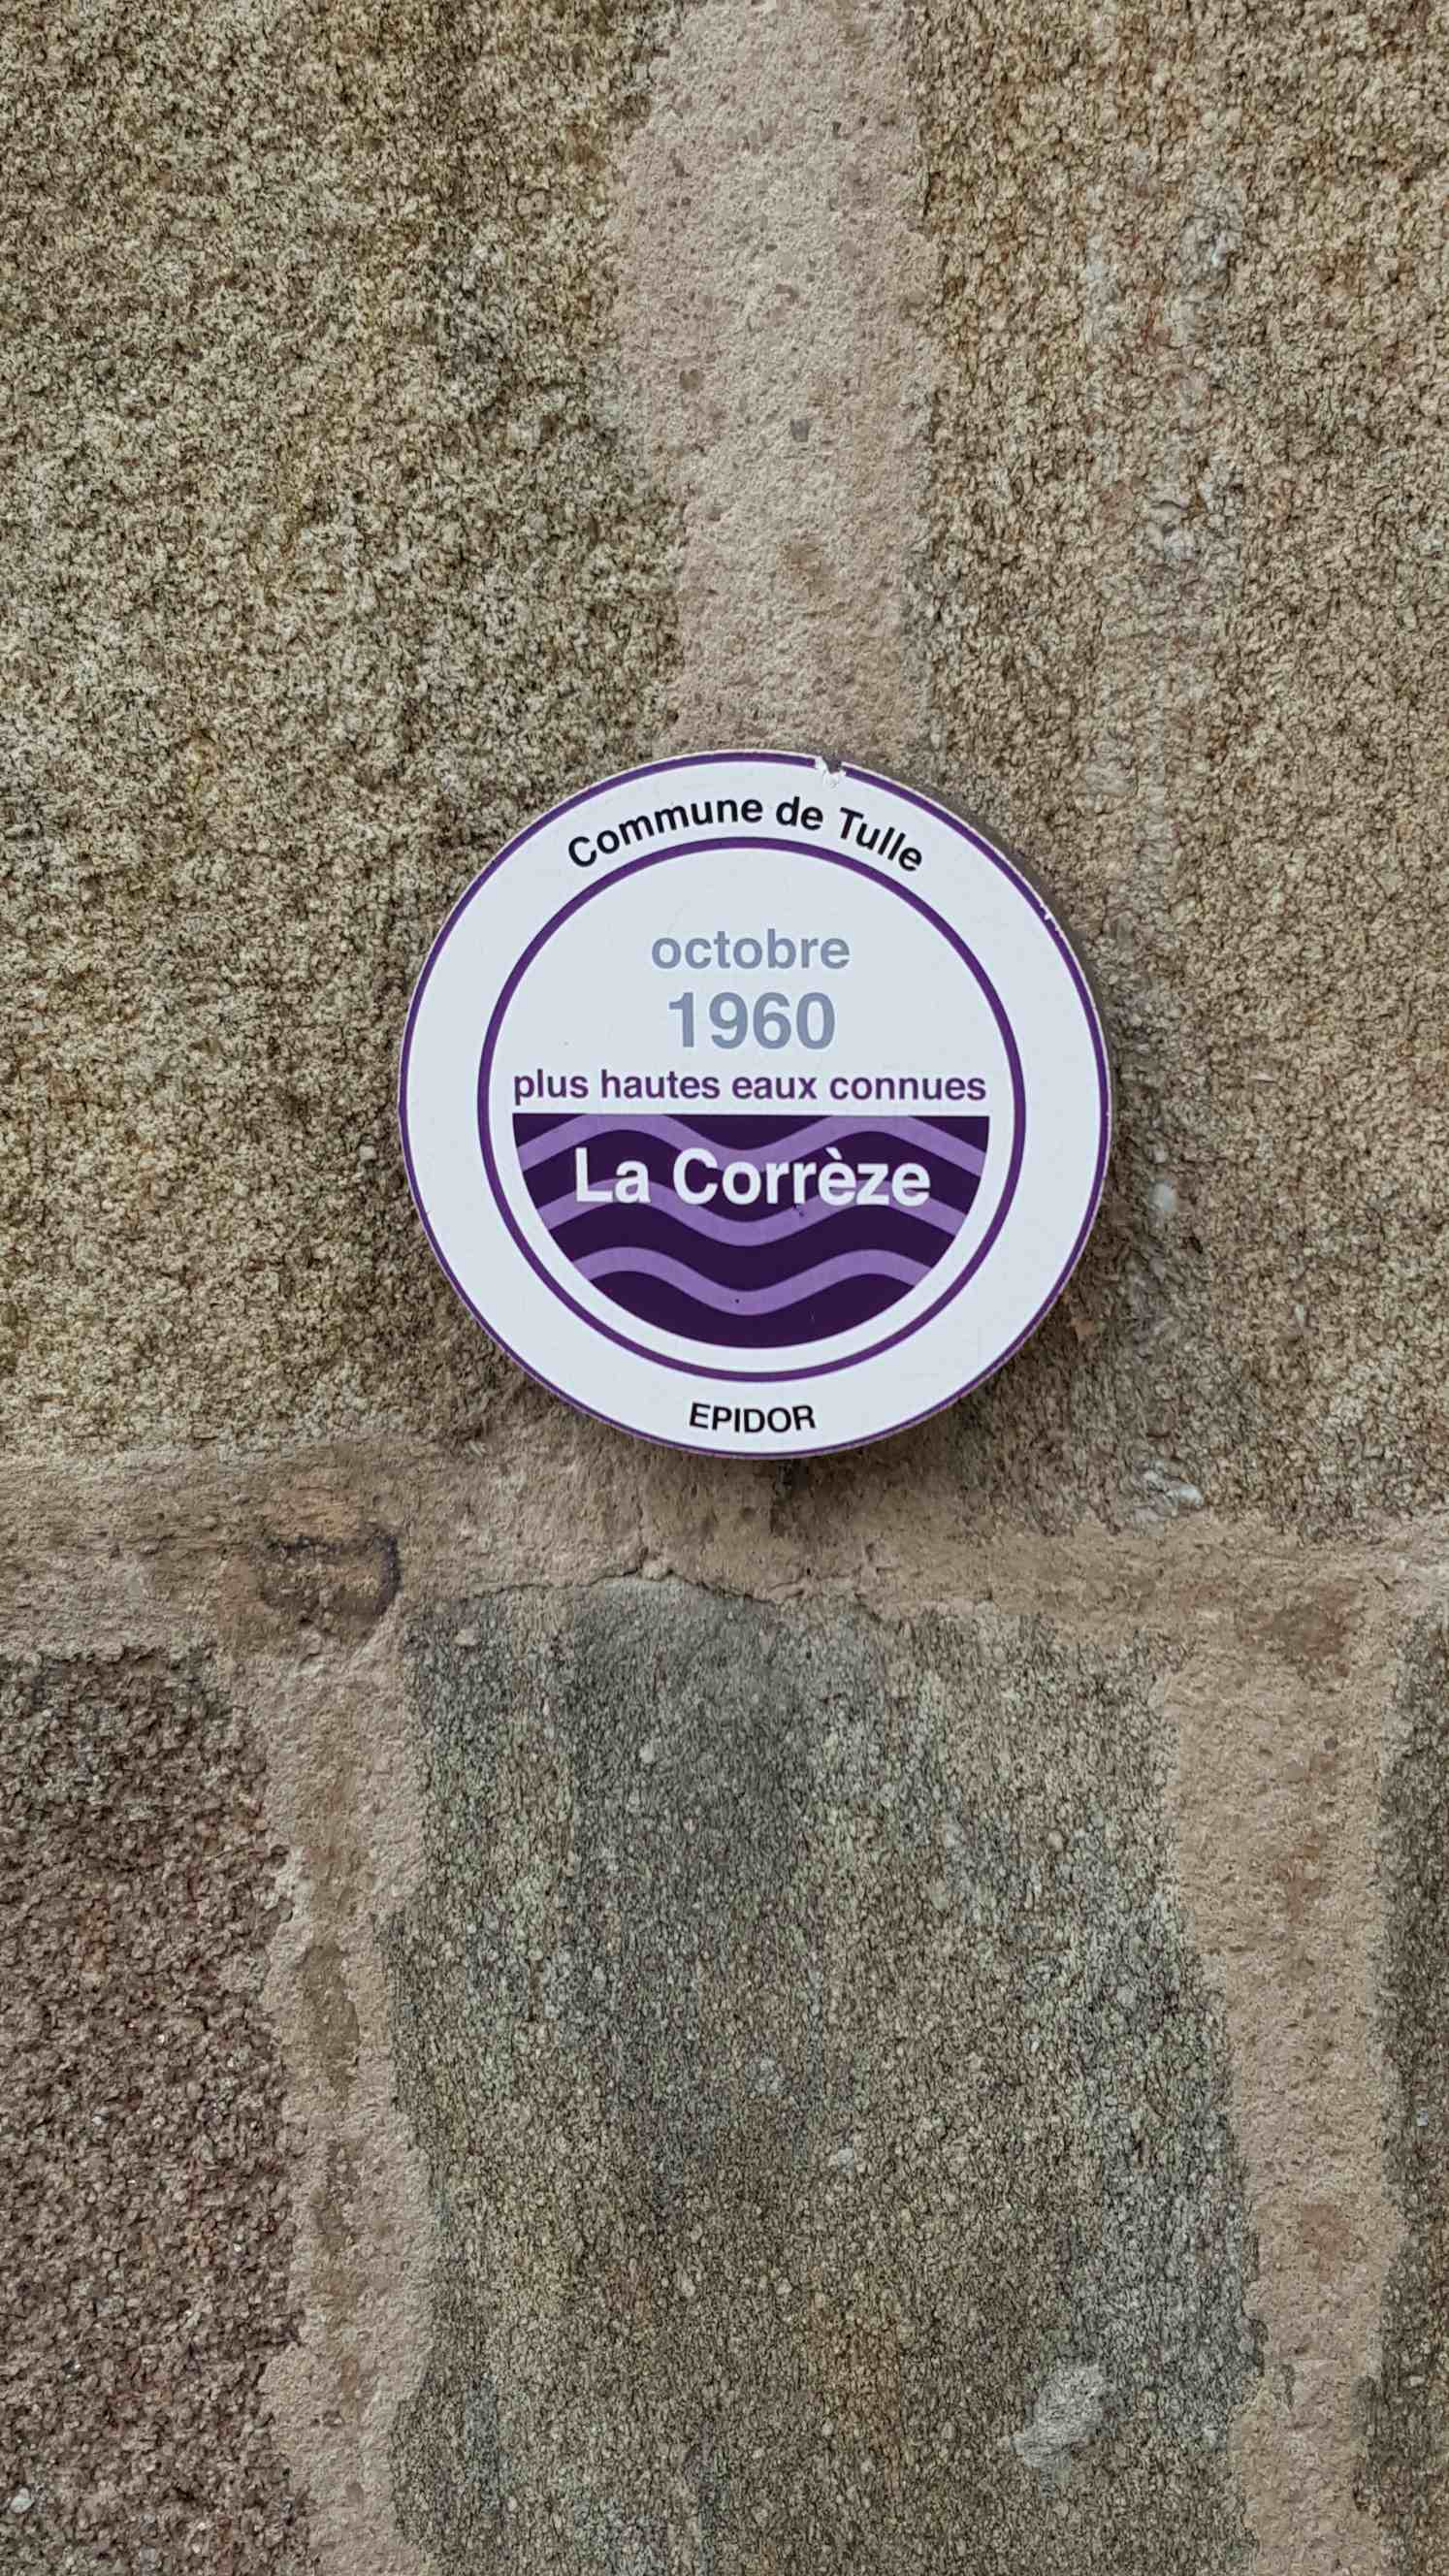 Commune de Tulle
octobre
1960
plus hautes eaux connues
La Corrèze
EPIDOR